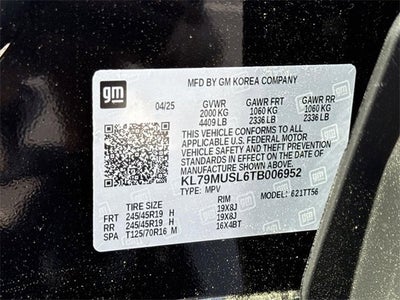 gm
MFD BY GM KOREA COMPANY
04/25 GVWR GAWR FRT GAWR RR
2000 KG 1060 KG 1060 KG
4409 LB 2336 LB 2336 LB
THIS VEHICLE CONFORMS TO ALL
APPLICABLE U.S. FEDERAL MOTOR
VEHICLE SAFETY, BUMPER, AND THEFT
PREVENTION STANDARDS IN EFFECT ON
THE DATE OF MANUFACTURE SHOWN ABOVE.
KL79MUSL6TB006952
TYPE: MPV MODEL: 621TT56
TIRE SIZE RIM
FRT 245/45R19 H 19X8J
RR 245/45R19 H 19X8J
SPA T125/70R16 M 16X4BT